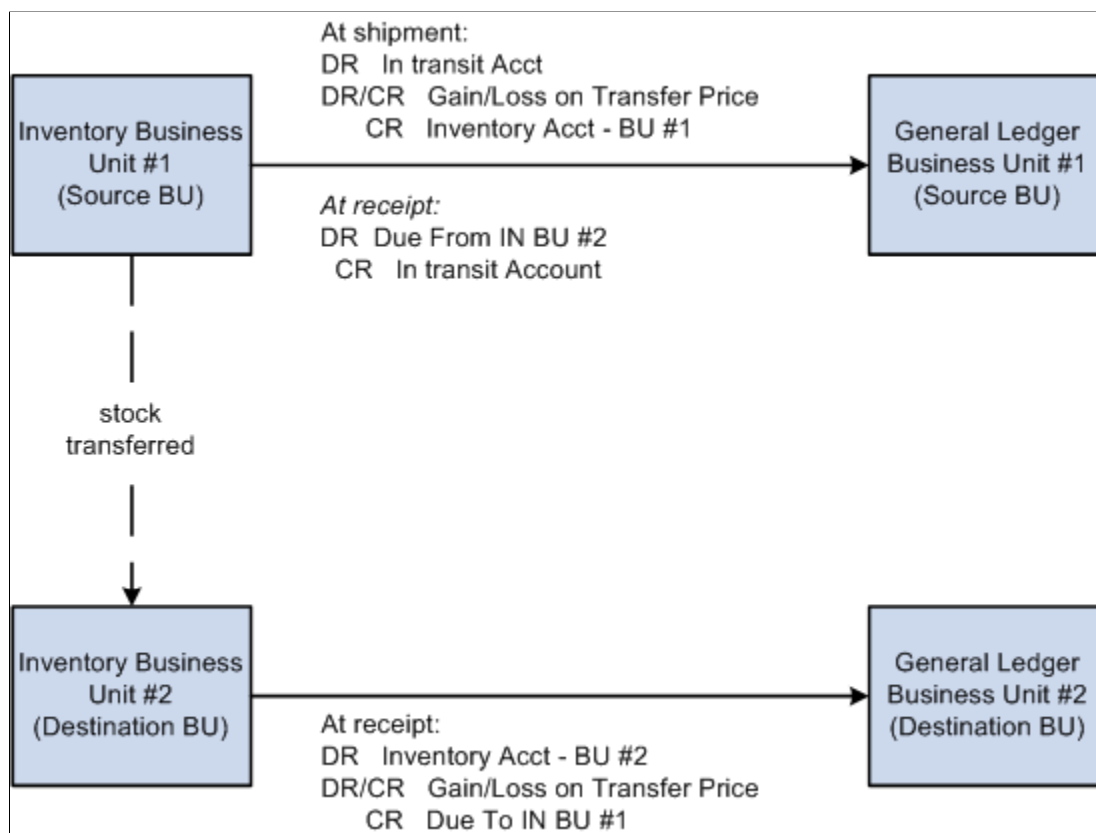 At shipment:
DR In transit Acct
DR/CR Gain/Loss on Transfer Price
CR Inventory Acct - BU #1
Inventory Business
Unit #1
(Source BU)
General Ledger
Business Unit #1
(Source BU)
At receipt:
DR Due From IN BU #2
CR In transit Account
stock
transferred
Inventory Business
Unit #2
(Destination BU)
General Ledger
Business Unit #2
(Destination BU)
At receipt:
DR Inventory Acct - BU #2
DR/CR Gain/Loss on Transfer Price
CR Due To IN BU #1